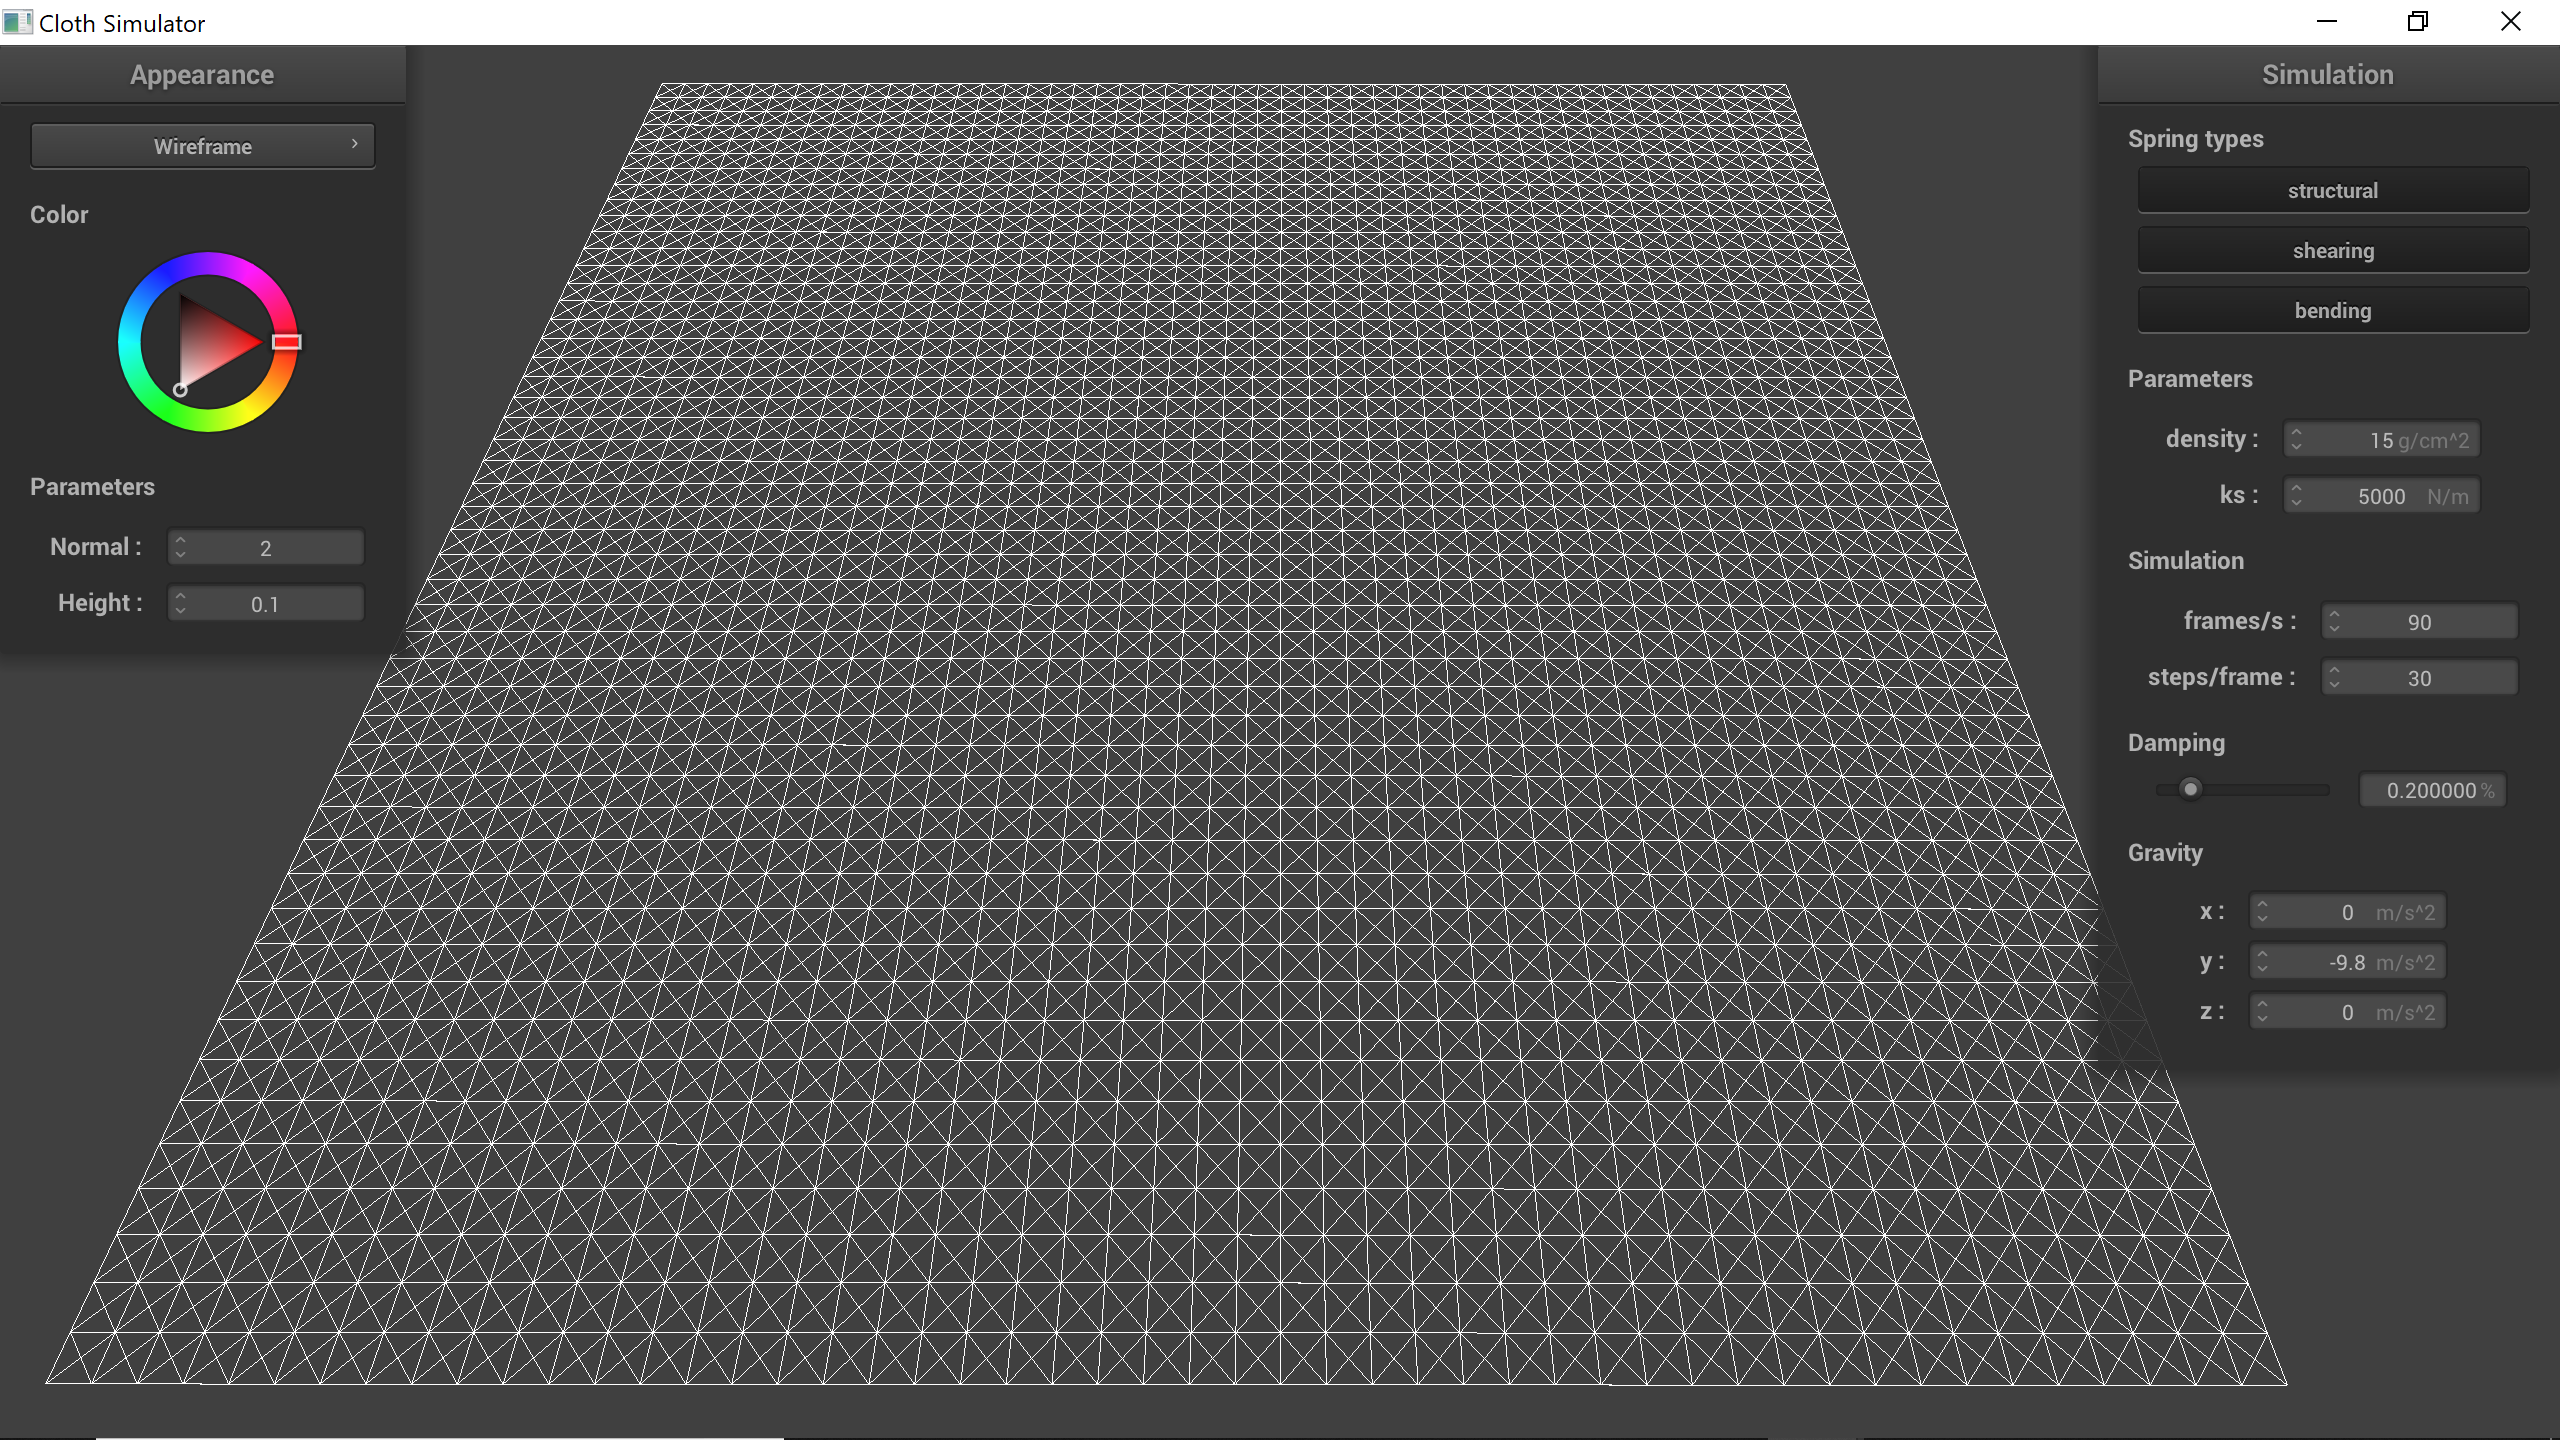 Cloth Simulator
Appearance
Wireframe
Color
Parameters
Normal : 2
Height : 0.1
Simulation
Spring types
structural
shearing
bending
Parameters
density : 15 g/cm^2
ks : 5000 N/m
Simulation
frames/s : 90
steps/frame : 30
Damping
0.200000 %
Gravity
x : 0 m/s^2
y : -9.8 m/s^2
z : 0 m/s^2